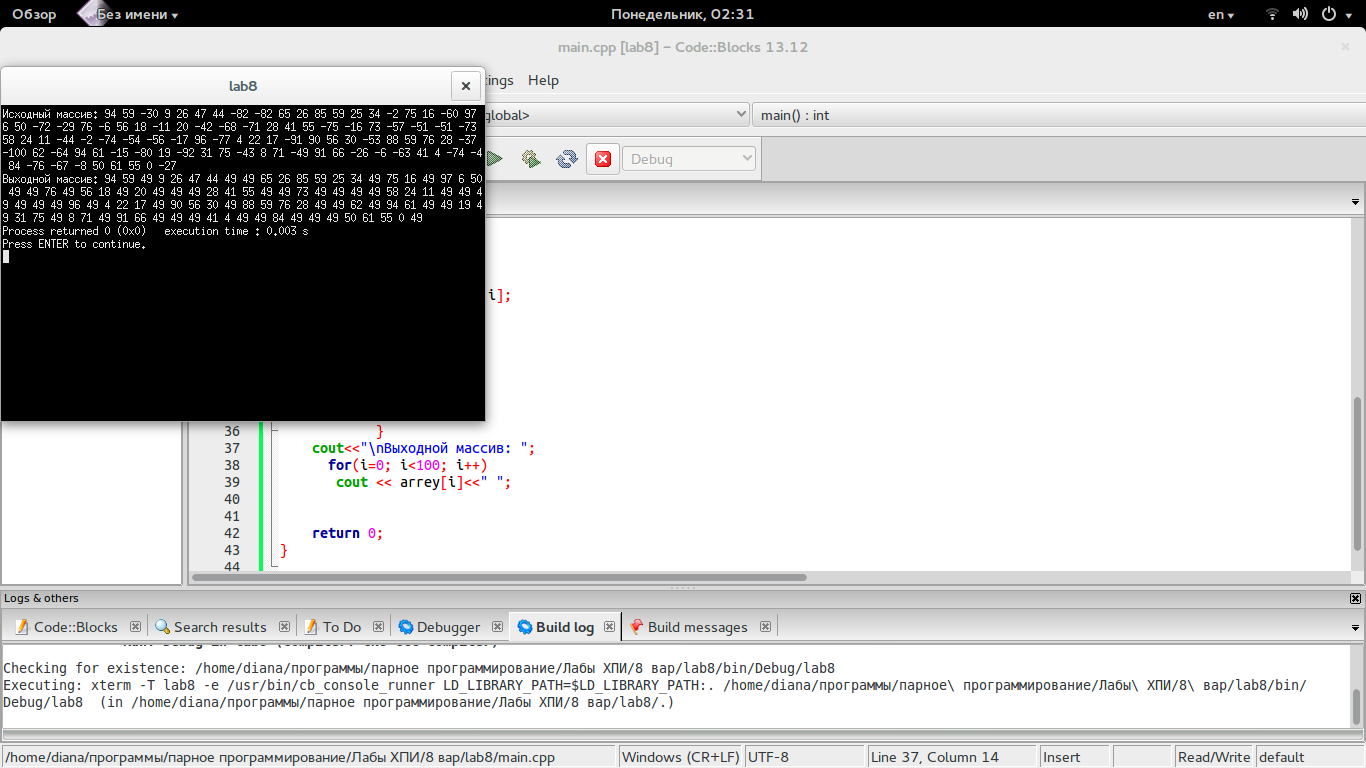 Обзор Без имени Понедельник, 02:31 en
main.cpp [lab8] – Code::Blocks 13.12
lab8
ings Help
global> main() : int
Debug
Исходный массив: 94 59 -30 9 26 47 44 -82 -82 65 26 85 59 25 34 -2 75 16 -60 97
6 50 -72 -29 76 -6 56 18 -11 20 -42 -68 -71 28 41 55 -75 -16 73 -57 -51 -51 -73
58 24 11 -44 -2 -74 -54 -56 -17 96 -77 4 22 17 -91 90 56 30 -53 88 59 76 28 -37
-100 62 -64 94 61 -15 -80 19 -92 31 75 -43 8 71 -49 91 66 -26 -6 -63 41 4 -74 -4
84 -76 -67 -8 50 61 55 0 -27
Выходной массив: 94 59 49 9 26 47 44 49 49 65 26 85 59 25 34 49 75 16 49 97 6 50
49 49 76 49 56 18 49 20 49 49 49 28 41 55 49 49 73 49 49 49 49 58 24 11 49 49 4
9 49 49 49 96 49 4 22 17 49 90 56 30 49 88 59 76 28 49 49 62 49 94 61 49 49 19 4
9 31 75 49 8 71 49 91 66 49 49 49 41 4 49 49 84 49 49 49 50 61 55 0 49
Process returned 0 (0x0) execution time : 0.003 s
Press ENTER to continue.
i];
36 }
37 cout<<"\nВыходной массив: ";
38 for(i=0; i<100; i++)
39 cout << arrey[i]<<" ";
40
41
42 return 0;
43 }
44
Logs & others
Code::Blocks Search results To Do Debugger Build log Build messages
Checking for existence: /home/diana/программы/парное программирование/Лабы ХПИ/8 вар/lab8/bin/Debug/lab8
Executing: xterm -T lab8 -e /usr/bin/cb_console_runner LD_LIBRARY_PATH=$LD_LIBRARY_PATH:. /home/diana/программы/парное\ программирование/Лабы\ ХПИ/8\ вар/lab8/bin/
Debug/lab8 (in /home/diana/программы/парное программирование/Лабы ХПИ/8 вар/lab8/.)
/home/diana/программы/парное программирование/Лабы ХПИ/8 вар/lab8/main.cpp Windows (CR+LF) UTF-8 Line 37, Column 14 Insert Read/Write default